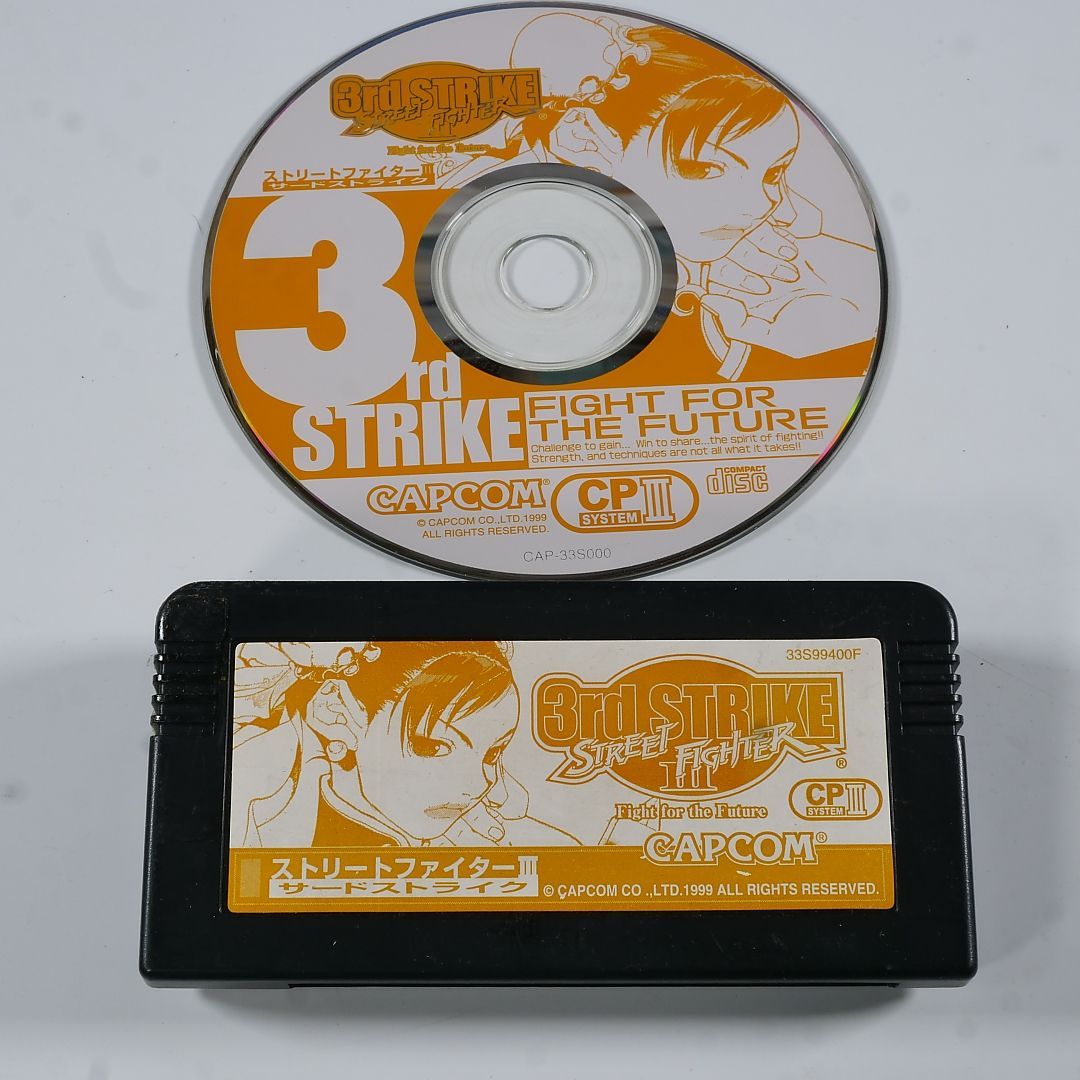 3rd STRIKE
STREET FIGHTER
III
®
Fight for the Future
ストリートファイターIII
サードストライク
3rd
STRIKE
FIGHT FOR
THE FUTURE
Challenge to gain... Win to share...the spirit of fighting!!
Strength, and techniques are not all what it takes!!
CAPCOM®
CP SYSTEM III
COMPACT
disc
© CAPCOM CO.,LTD.1999
ALL RIGHTS RESERVED.
CAP-33S000
33S99400F
3rd STRIKE
STREET FIGHTER
III
®
Fight for the Future
CP SYSTEM III
CAPCOM®
ストリートファイターIII
サードストライク
© CAPCOM CO .,LTD.1999 ALL RIGHTS RESERVED.